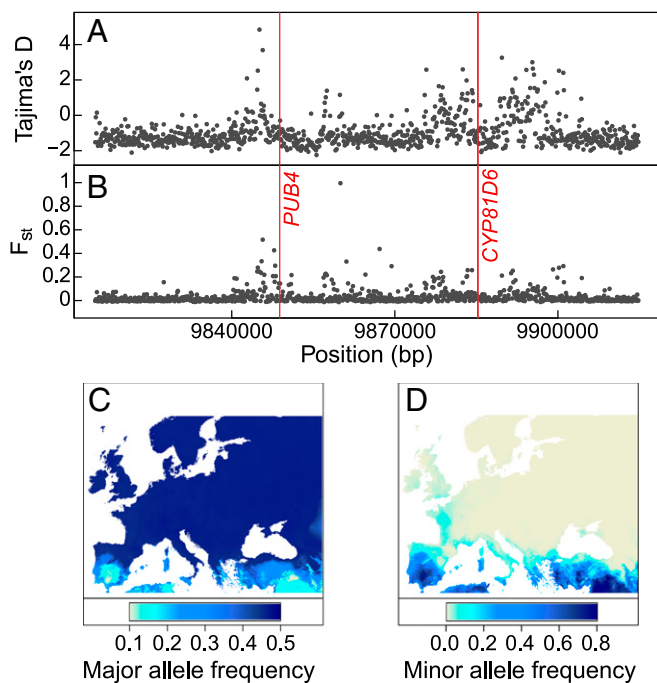 A
Tajima's D
4
2
0
−2
B
Fst
1
0.8
0.6
0.4
0.2
0
PUB4
CYP81D6
9840000 9870000 9900000
Position (bp)
C
0.1 0.2 0.3 0.4 0.5
Major allele frequency
D
0.0 0.2 0.4 0.6 0.8
Minor allele frequency